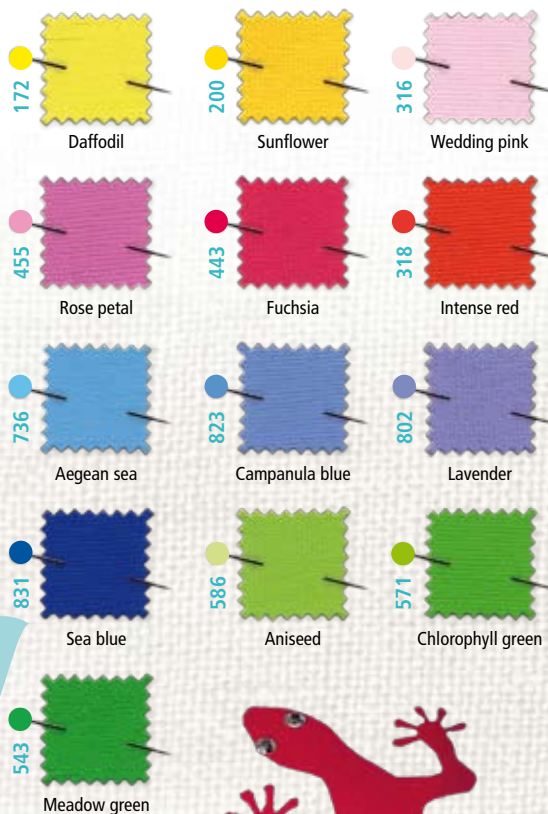 172
Daffodil
200
Sunflower
316
Wedding pink
455
Rose petal
443
Fuchsia
318
Intense red
736
Aegean sea
823
Campanula blue
802
Lavender
831
Sea blue
586
Aniseed
571
Chlorophyll green
543
Meadow green